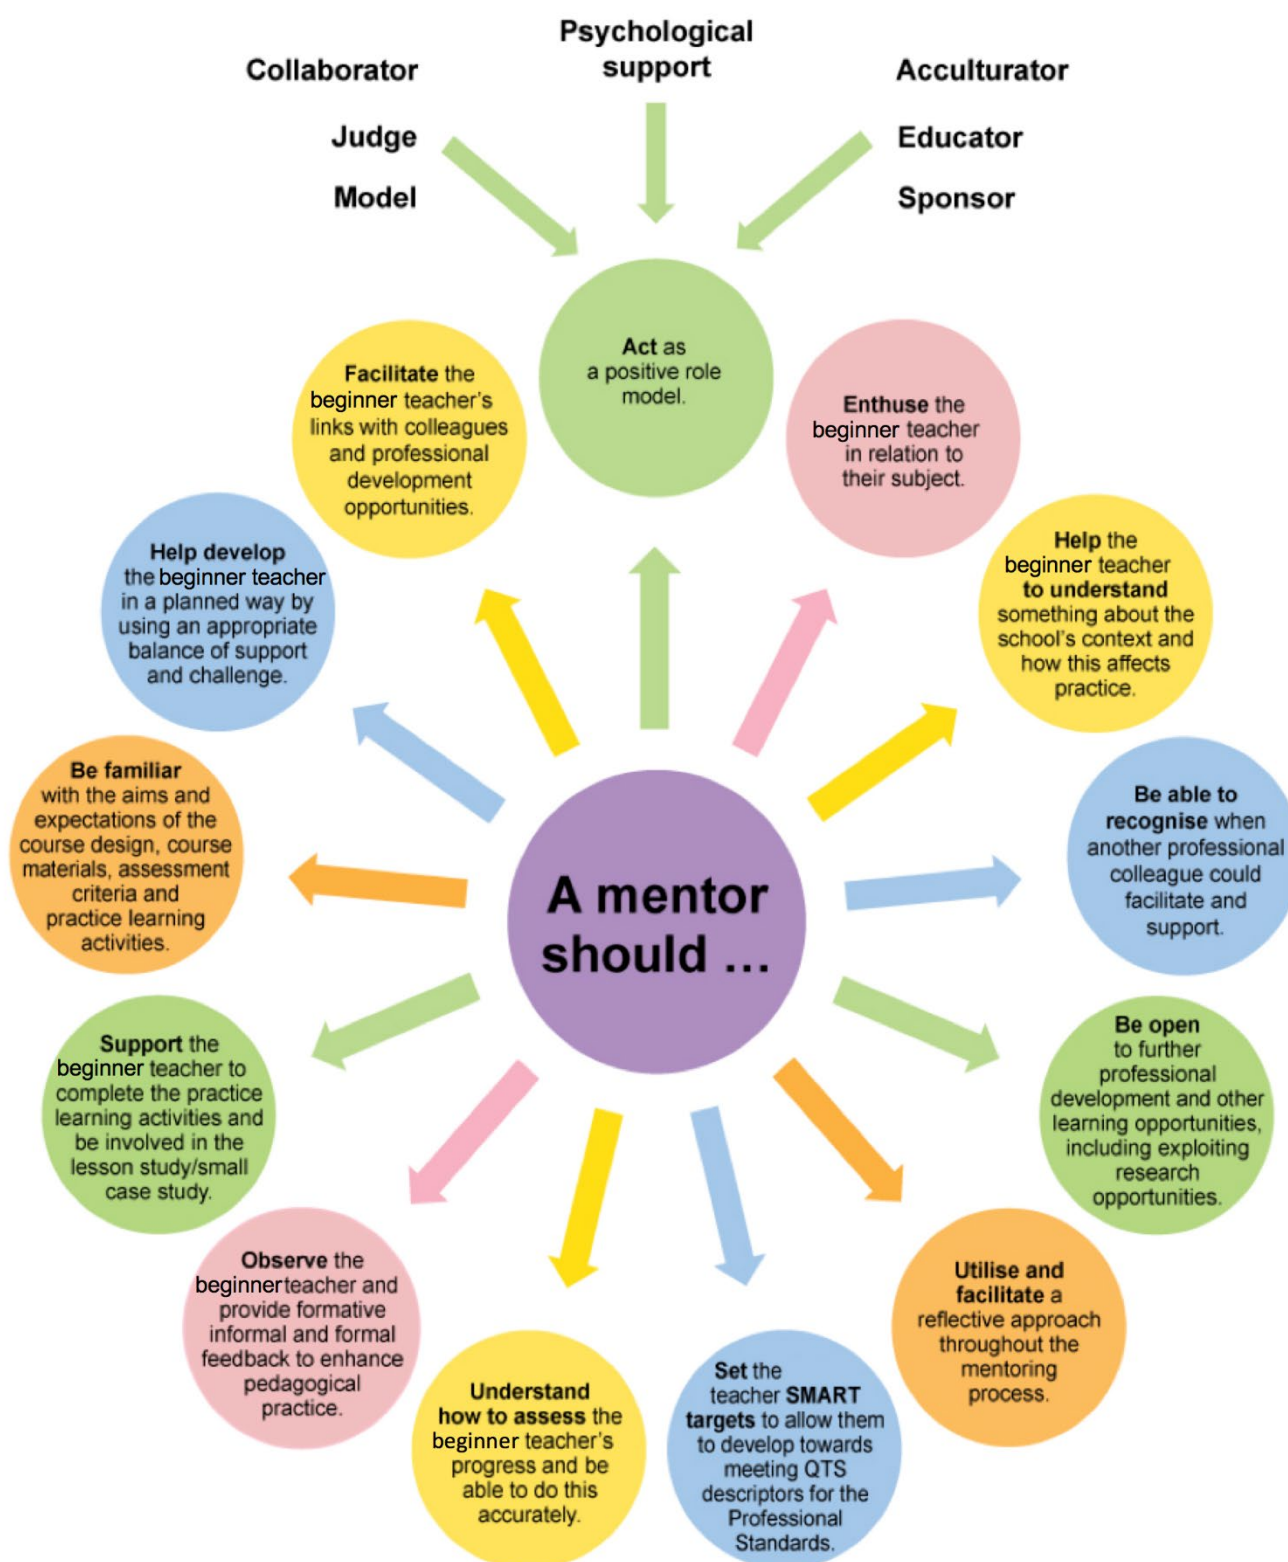 Psychological
support
Collaborator
Judge
Model
Acculturator
Educator
Sponsor
A mentor
should ...
Act as
a positive role
model.
Enthuse the
beginner teacher
in relation to
their subject.
Help the
beginner teacher
to understand
something about the
school's context and
how this affects
practice.
Be able to
recognise when
another professional
colleague could
facilitate and
support.
Be open
to further
professional
development and other
learning opportunities,
including exploiting
research
opportunities.
Utilise and
facilitate a
reflective approach
throughout the
mentoring
process.
Set the
teacher SMART
targets to allow them
to develop towards
meeting QTS
descriptors for the
Professional
Standards.
Understand
how to assess the
beginner teacher's
progress and be
able to do this
accurately.
Observe the
beginner teacher and
provide formative
informal and formal
feedback to enhance
pedagogical
practice.
Support the
beginner teacher to
complete the practice
learning activities and
be involved in the
lesson study/small
case study.
Be familiar
with the aims and
expectations of the
course design, course
materials, assessment
criteria and
practice learning
activities.
Help develop
the beginner teacher
in a planned way by
using an appropriate
balance of support
and challenge.
Facilitate the
beginner teacher's
links with colleagues
and professional
development
opportunities.